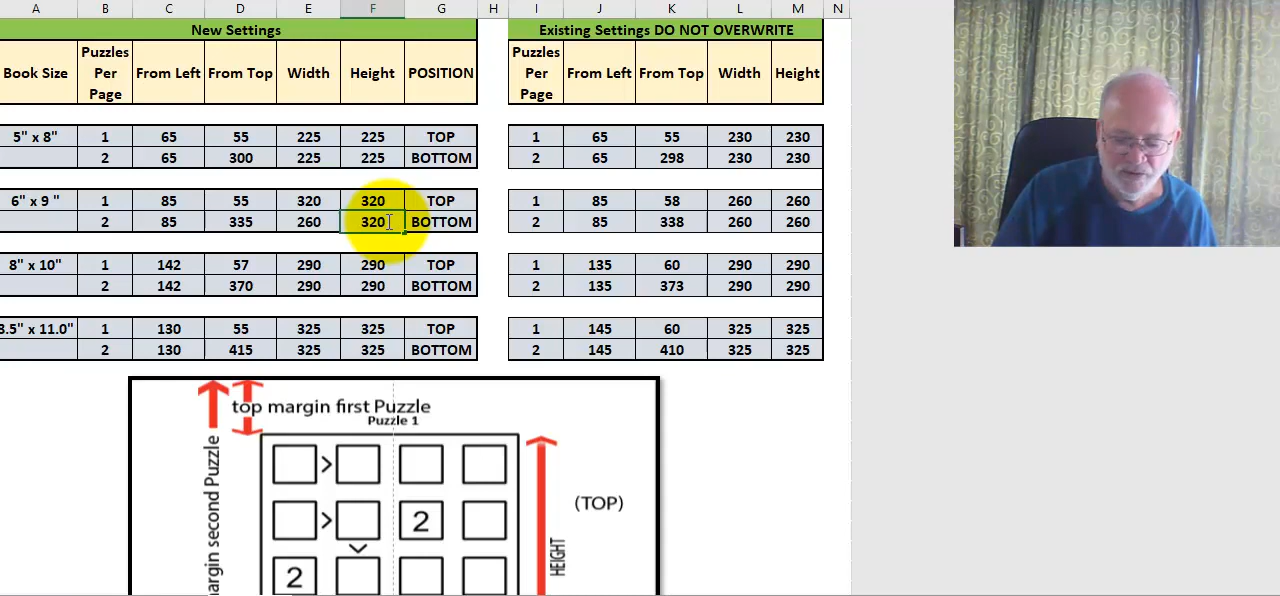 A B C D E F G H I J K L M N
New Settings Existing Settings DO NOT OVERWRITE
Book Size Puzzles Per Page From Left From Top Width Height POSITION Puzzles Per Page From Left From Top Width Height
5" x 8" 1 65 55 225 225 TOP 1 65 55 230 230
2 65 300 225 225 BOTTOM 2 65 298 230 230
6" x 9 " 1 85 55 320 320 TOP 1 85 58 260 260
2 85 335 260 320 BOTTOM 2 85 338 260 260
8" x 10" 1 142 57 290 290 TOP 1 135 60 290 290
2 142 370 290 290 BOTTOM 2 135 373 290 290
8.5" x 11.0" 1 130 55 325 325 TOP 1 145 60 325 325
2 130 415 325 325 BOTTOM 2 145 410 325 325
top margin first Puzzle
Puzzle 1
>
(TOP)
> 2
2
argin second Puzzle
HEIGHT